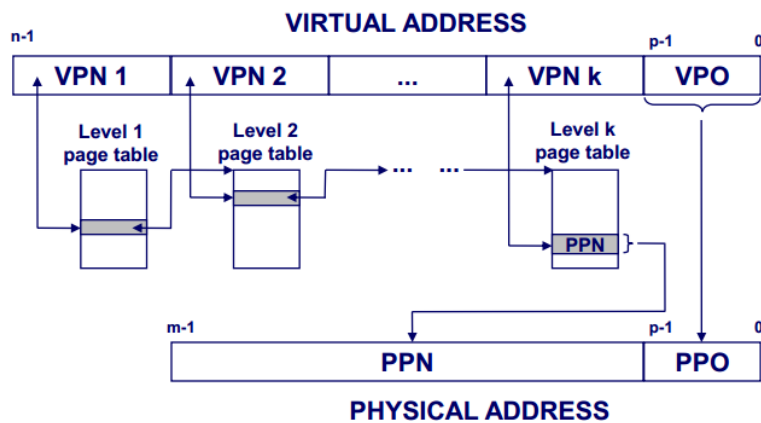 VIRTUAL ADDRESS
n-1 p-1 0
VPN 1 VPN 2 ... VPN k VPO
Level 1
page table
Level 2
page table
Level k
page table
... ...
PPN
m-1 p-1 0
PPN PPO
PHYSICAL ADDRESS